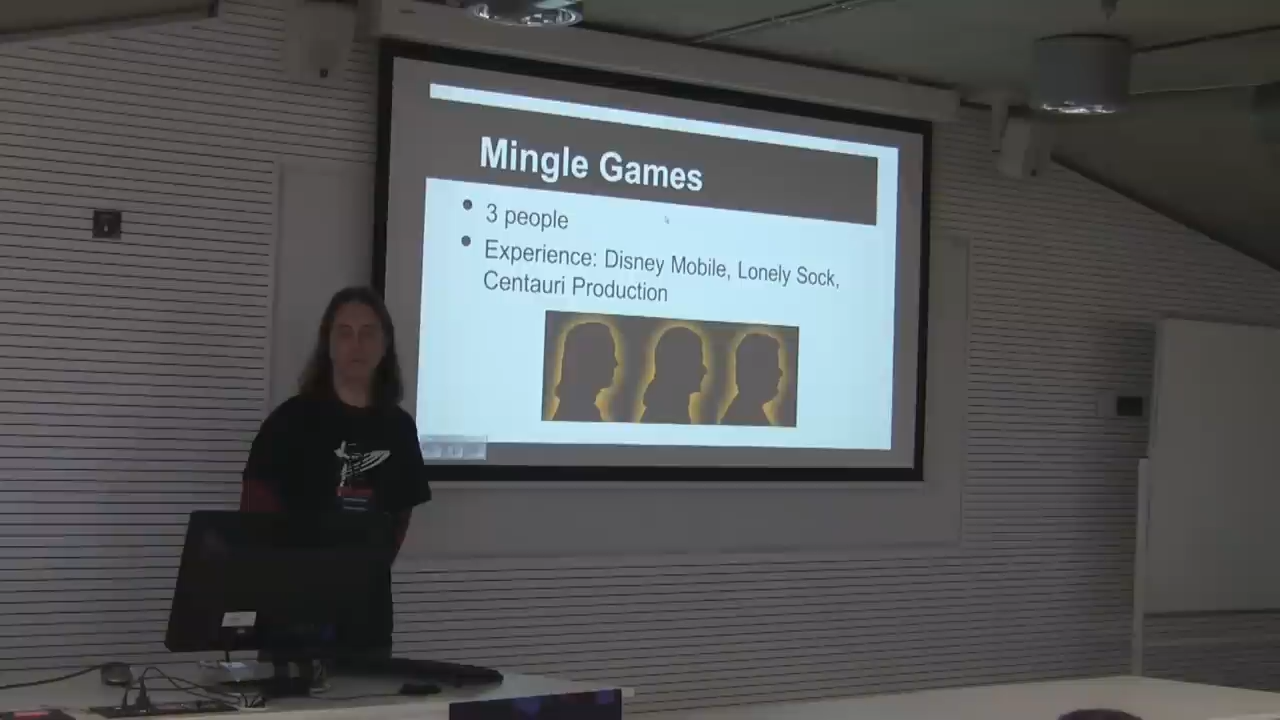 Mingle Games
• 3 people
• Experience: Disney Mobile, Lonely Sock,
Centauri Production